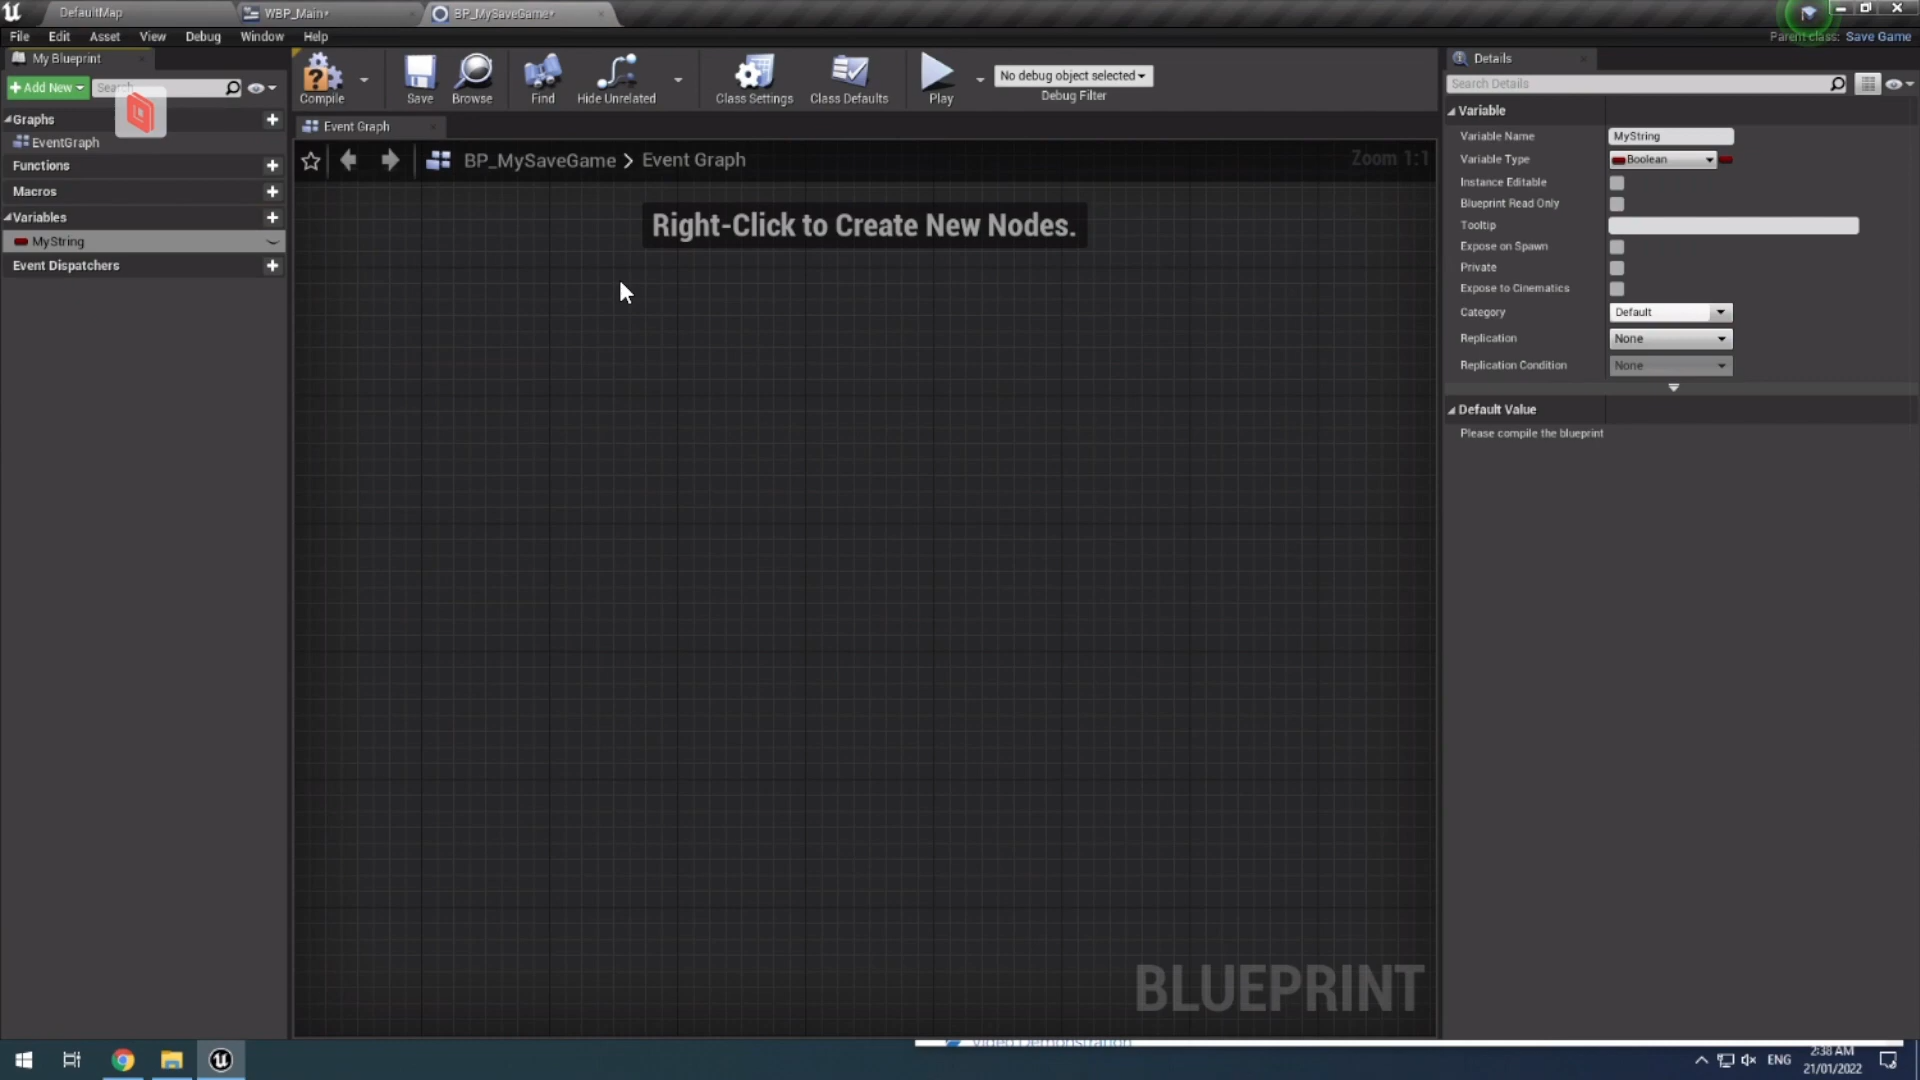 DefaultMap
WBP_Main*
BP_MySaveGame*
File Edit Asset View Debug Window Help
Parent class: Save Game
My Blueprint
Add New
Search
Graphs
EventGraph
Functions
Macros
Variables
MyString
Event Dispatchers
Compile
Save
Browse
Find
Hide Unrelated
Class Settings
Class Defaults
Play
No debug object selected
Debug Filter
Event Graph
BP_MySaveGame > Event Graph
Zoom 1:1
Right-Click to Create New Nodes.
BLUEPRINT
Details
Search Details
Variable
Variable Name MyString
Variable Type Boolean
Instance Editable
Blueprint Read Only
Tooltip
Expose on Spawn
Private
Expose to Cinematics
Category Default
Replication None
Replication Condition None
Default Value
Please compile the blueprint
Video Demonstration
ENG
2:38 AM
21/01/2022